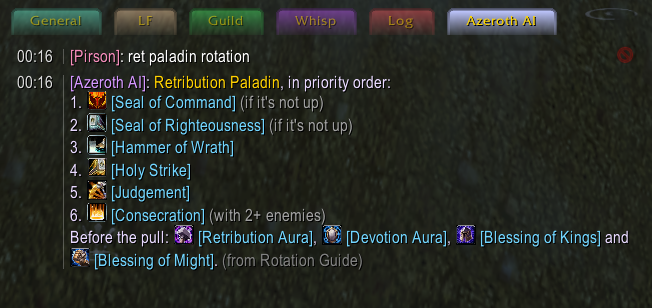 General LF Guild Whisp Log Azeroth AI
00:16 [Pirson]: ret paladin rotation
00:16 [Azeroth AI]: Retribution Paladin, in priority order:
1. [Seal of Command] (if it's not up)
2. [Seal of Righteousness] (if it's not up)
3. [Hammer of Wrath]
4. [Holy Strike]
5. [Judgement]
6. [Consecration] (with 2+ enemies)
Before the pull: [Retribution Aura], [Devotion Aura], [Blessing of Kings] and
[Blessing of Might]. (from Rotation Guide)